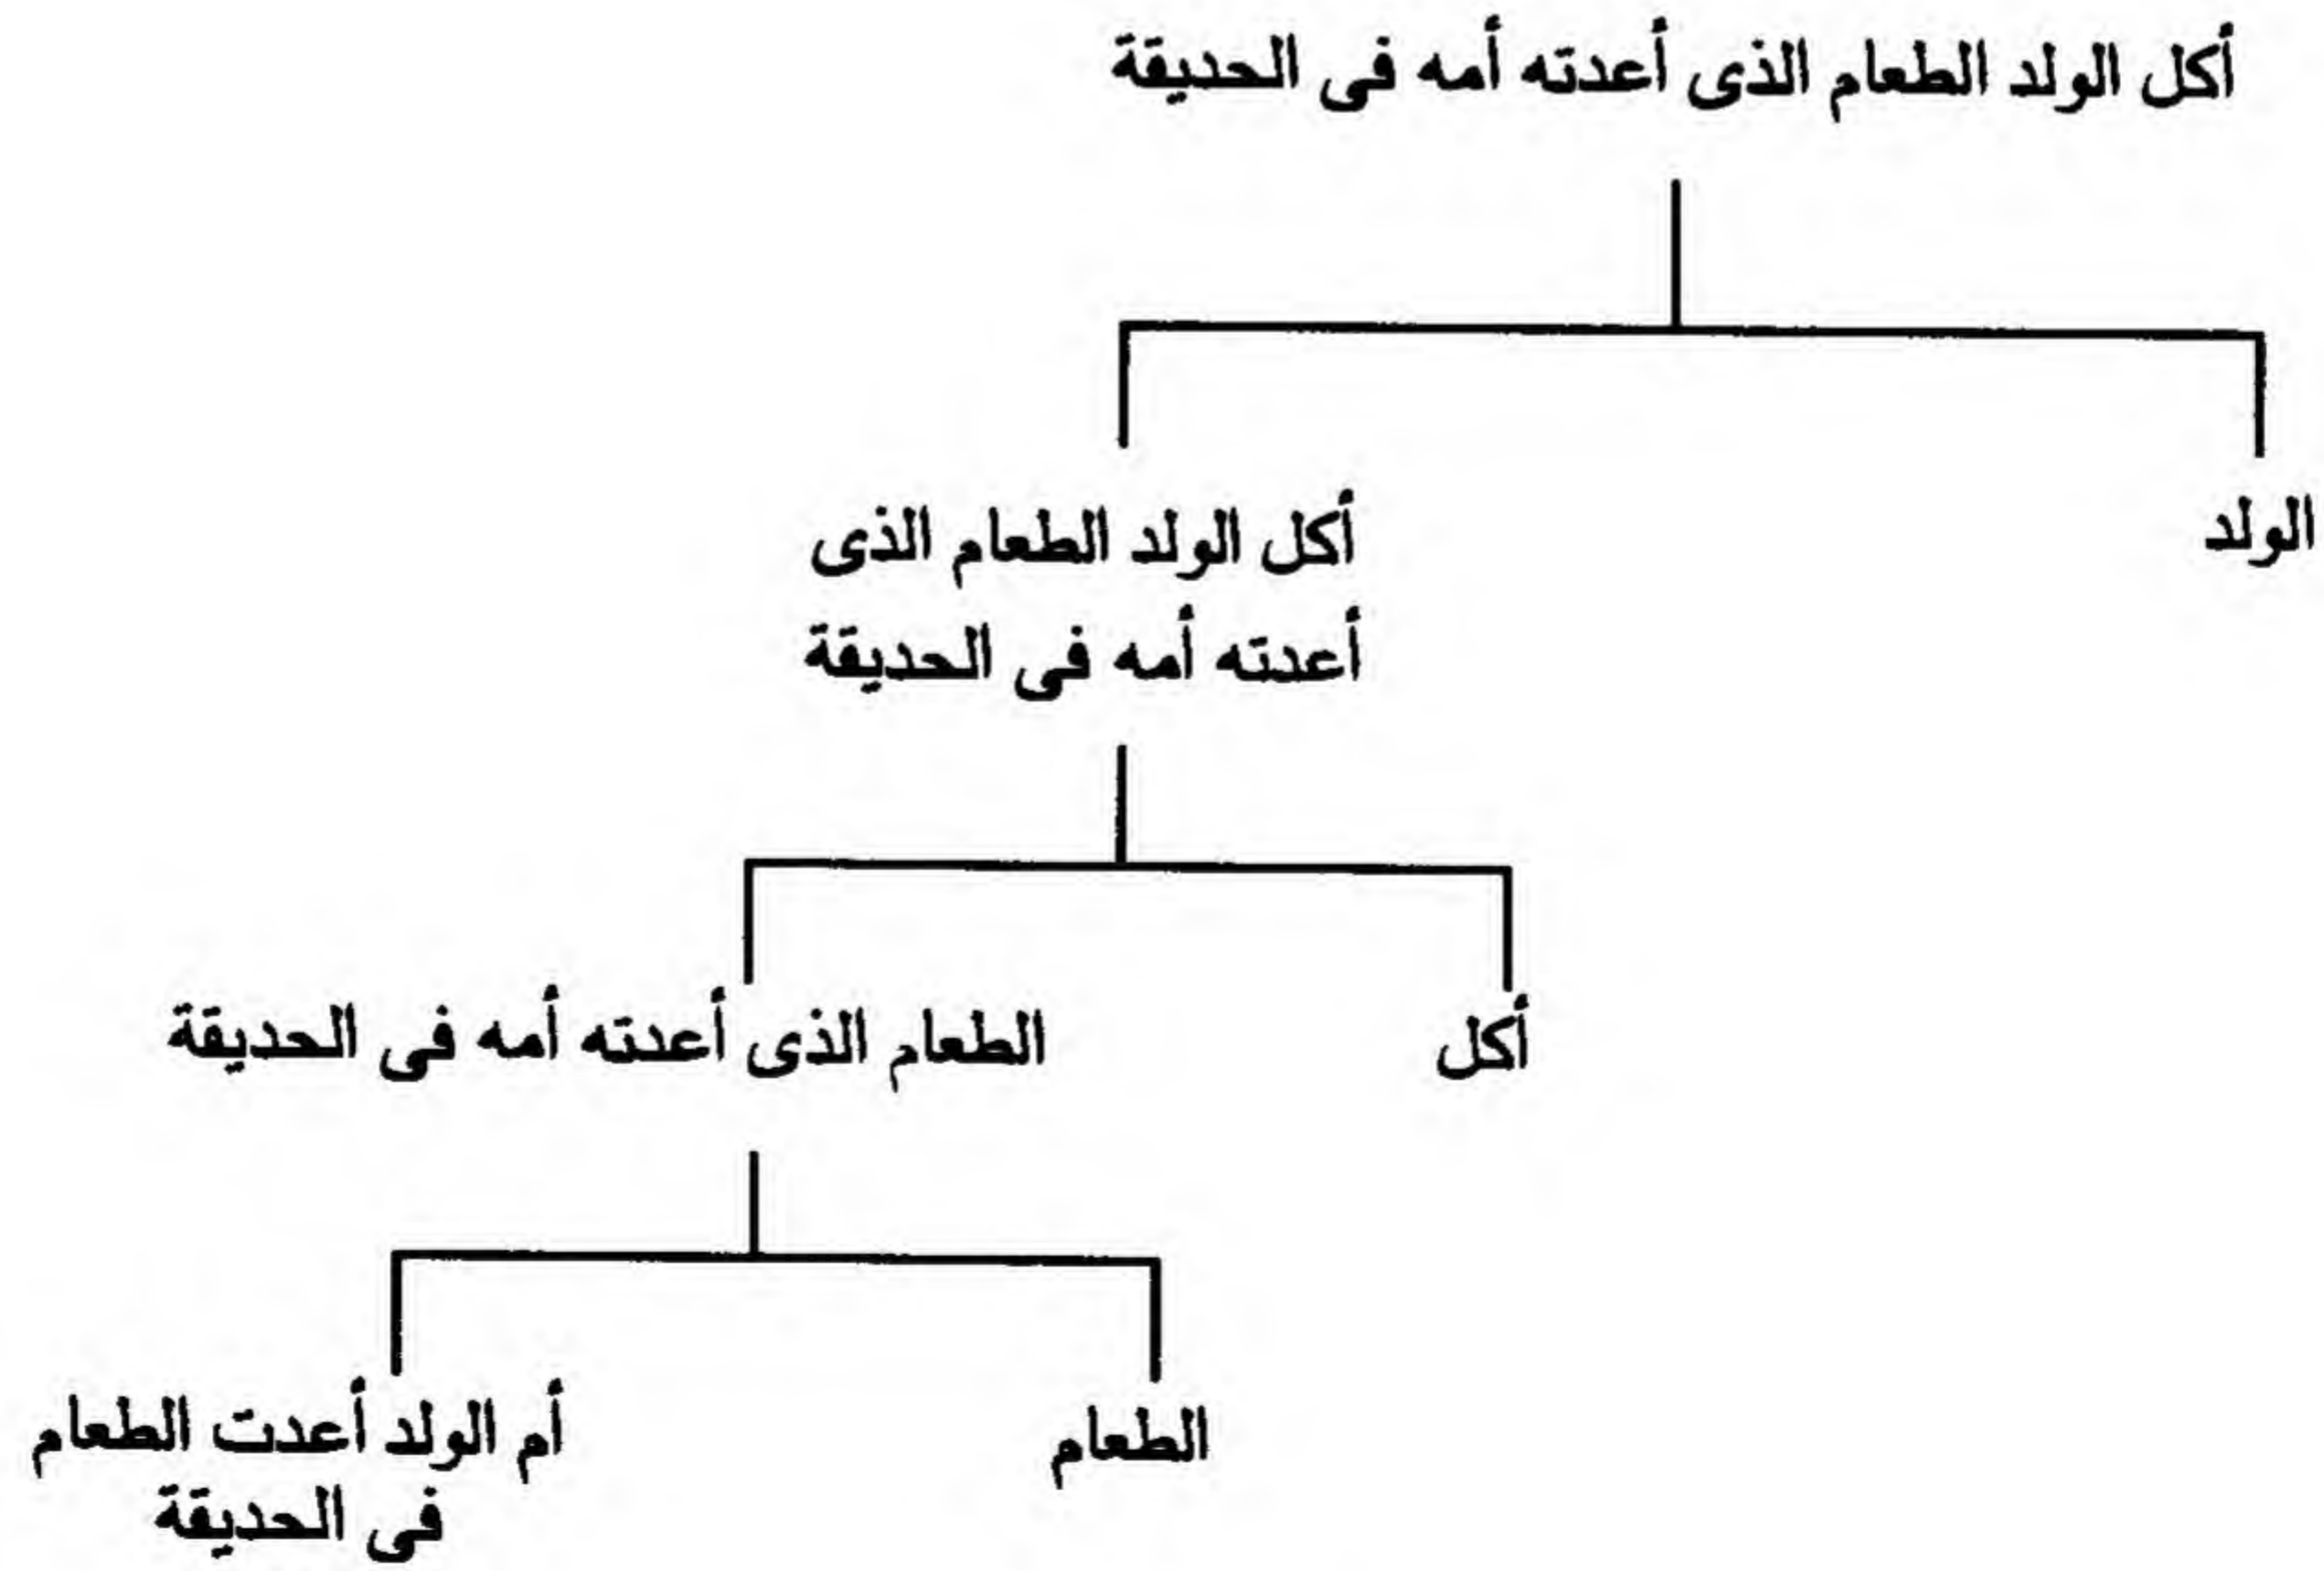 أكل الولد الطعام الذى أعدته أمه فى الحديقة
الولد
أكل الولد الطعام الذى
أعدته أمه فى الحديقة
أكل
الطعام الذى أعدته أمه فى الحديقة
الطعام
أم الولد أعدت الطعام
فى الحديقة